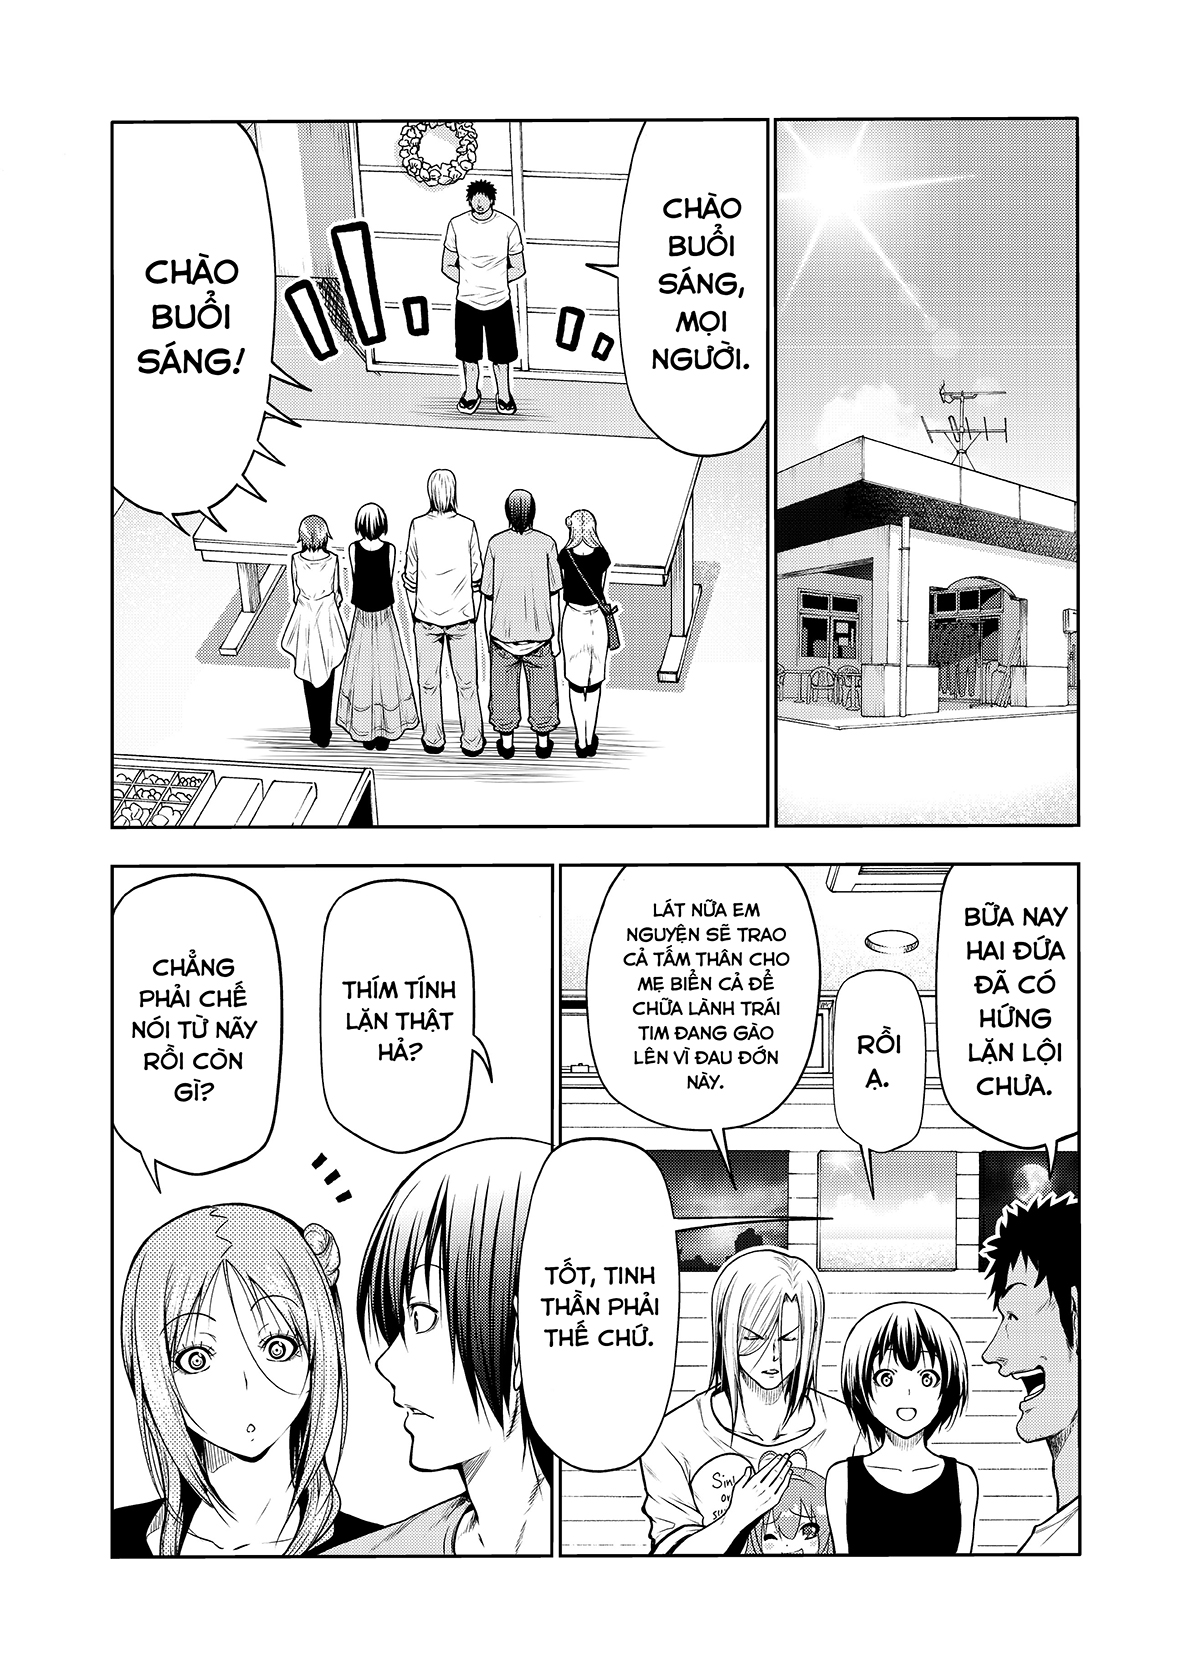 CHÀO
BUỔI
SÁNG,
MỌI
NGƯỜI.
CHÀO
BUỔI
SÁNG!
BỮA NAY
HAI ĐỨA
ĐÃ CÓ
HỨNG
LẶN LỘI
CHƯA.
RỒI
Ạ.
LÁT NỮA EM
NGUYỆN SẼ TRAO
CẢ TẤM THÂN CHO
MẸ BIỂN CẢ ĐỂ
CHỮA LÀNH TRÁI
TIM ĐANG GÀO
LÊN VÌ ĐAU ĐỚN
NÀY.
TỐT, TINH
THẦN PHẢI
THẾ CHỨ.
THÍM TÍNH
LẶN THẬT
HẢ?
CHẲNG
PHẢI CHẾ
NÓI TỪ NÃY
RỒI CÒN
GÌ?